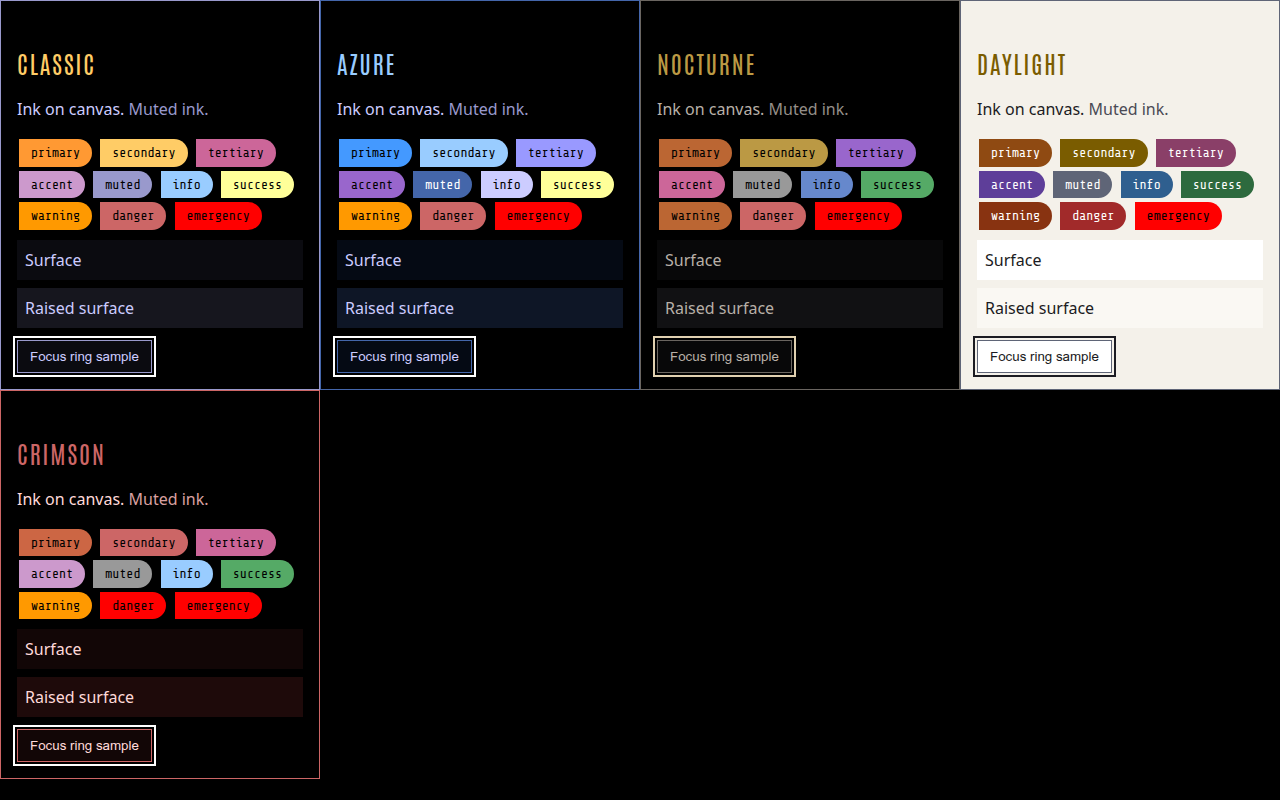 CLASSIC
Ink on canvas. Muted ink.
primary secondary tertiary
accent muted info success
warning danger emergency
Surface
Raised surface
Focus ring sample
AZURE
Ink on canvas. Muted ink.
primary secondary tertiary
accent muted info success
warning danger emergency
Surface
Raised surface
Focus ring sample
NOCTURNE
Ink on canvas. Muted ink.
primary secondary tertiary
accent muted info success
warning danger emergency
Surface
Raised surface
Focus ring sample
DAYLIGHT
Ink on canvas. Muted ink.
primary secondary tertiary
accent muted info success
warning danger emergency
Surface
Raised surface
Focus ring sample
CRIMSON
Ink on canvas. Muted ink.
primary secondary tertiary
accent muted info success
warning danger emergency
Surface
Raised surface
Focus ring sample